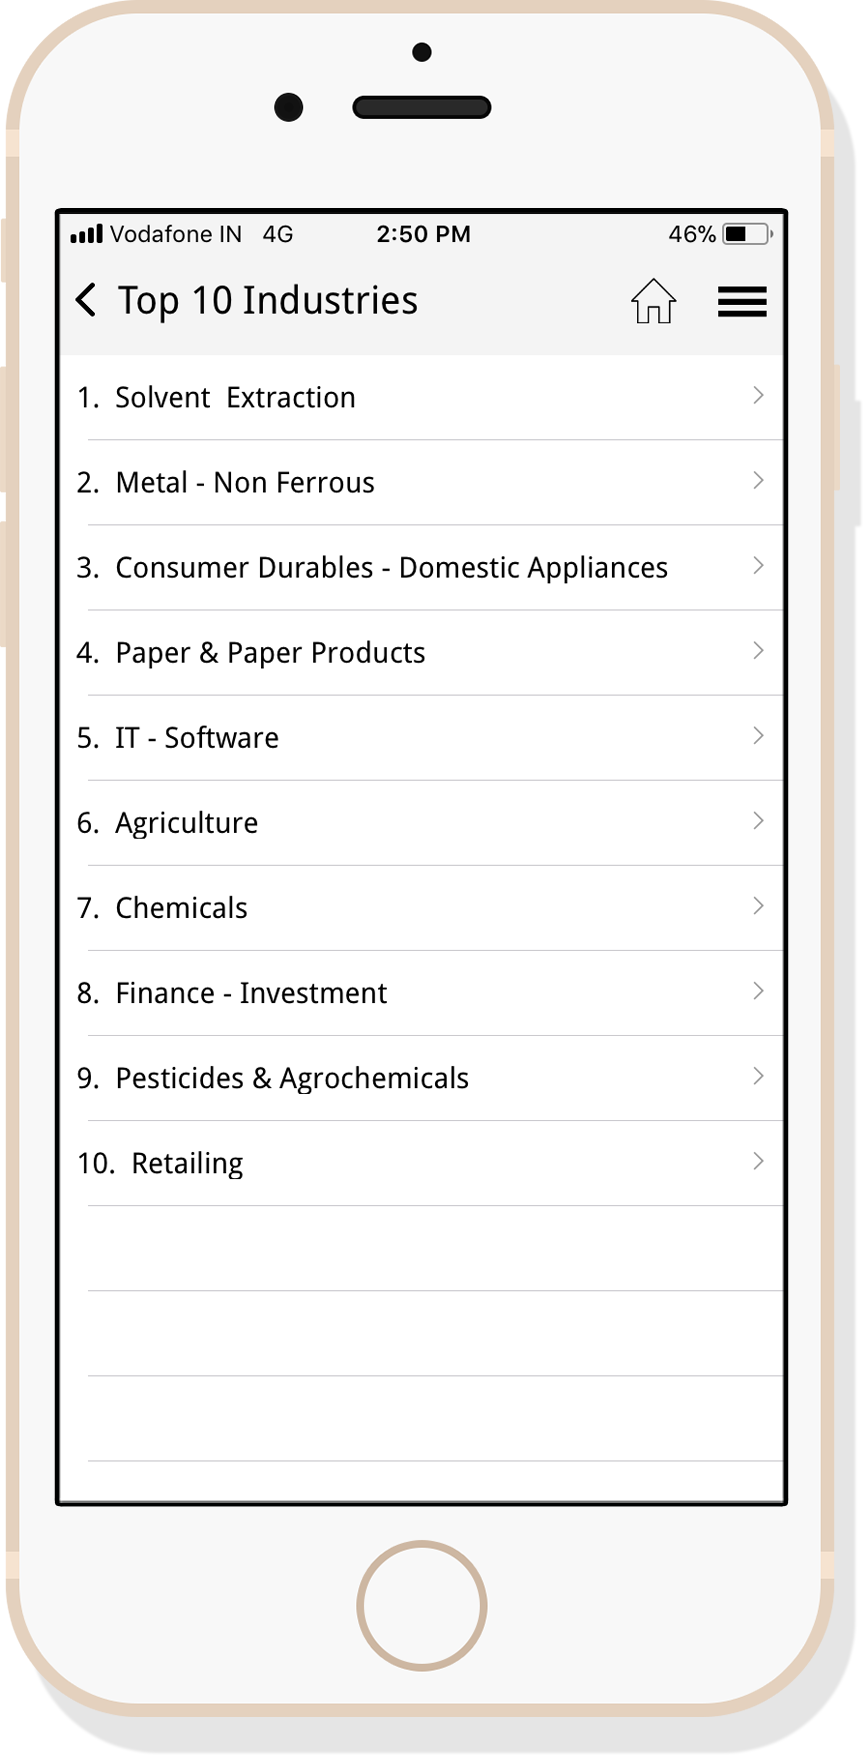 Vodafone IN 4G 2:50 PM 46%
Top 10 Industries
1. Solvent  Extraction
2. Metal - Non Ferrous
3. Consumer Durables - Domestic Appliances
4. Paper & Paper Products
5. IT - Software
6. Agriculture
7. Chemicals
8. Finance - Investment
9. Pesticides & Agrochemicals
10. Retailing